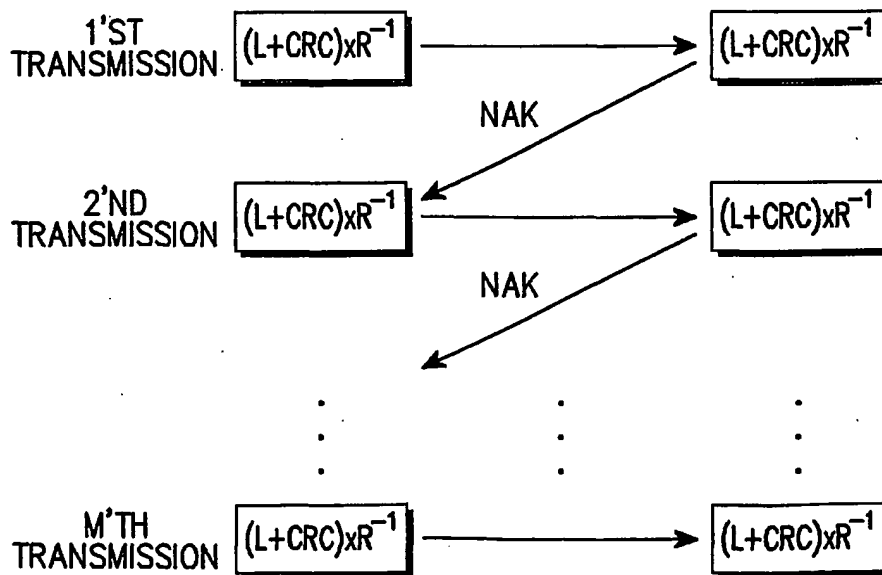 1'ST
TRANSMISSION
(L+CRC)xR⁻¹
(L+CRC)xR⁻¹
NAK
2'ND
TRANSMISSION
(L+CRC)xR⁻¹
(L+CRC)xR⁻¹
NAK
M'TH
TRANSMISSION
(L+CRC)xR⁻¹
(L+CRC)xR⁻¹